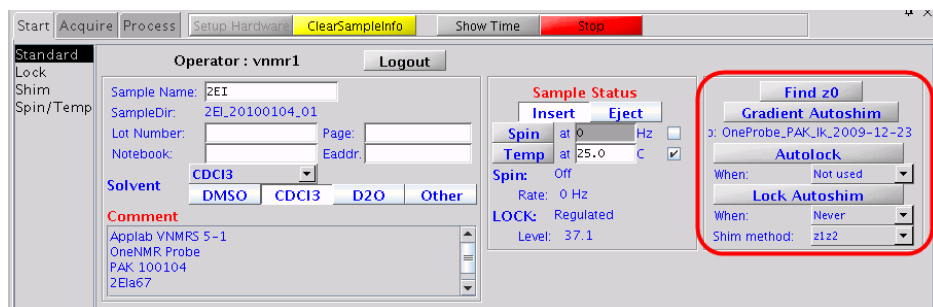 Start Acquire Process Setup Hardware ClearSampleInfo Show Time Stop
Standard
Lock
Shim
Spin/Temp
Operator : vnmr1 Logout
Sample Name: 2EI
SampleDir: 2EI_20100104_01
Lot Number: Page:
Notebook: Eaddr.
Solvent CDCl3
DMSO CDCl3 D2O Other
Comment
Applab VNMRS 5-1
OneNMR Probe
PAK 100104
2EIa67
Sample Status
Insert Eject
Spin at 0 Hz
Temp at 25.0 C
Spin: Off
Rate: 0 Hz
LOCK: Regulated
Level: 37.1
Find z0
Gradient Autoshim
p: OneProbe_PAK_lk_2009-12-23
Autolock
When: Not used
Lock Autoshim
When: Never
Shim method: z1z2